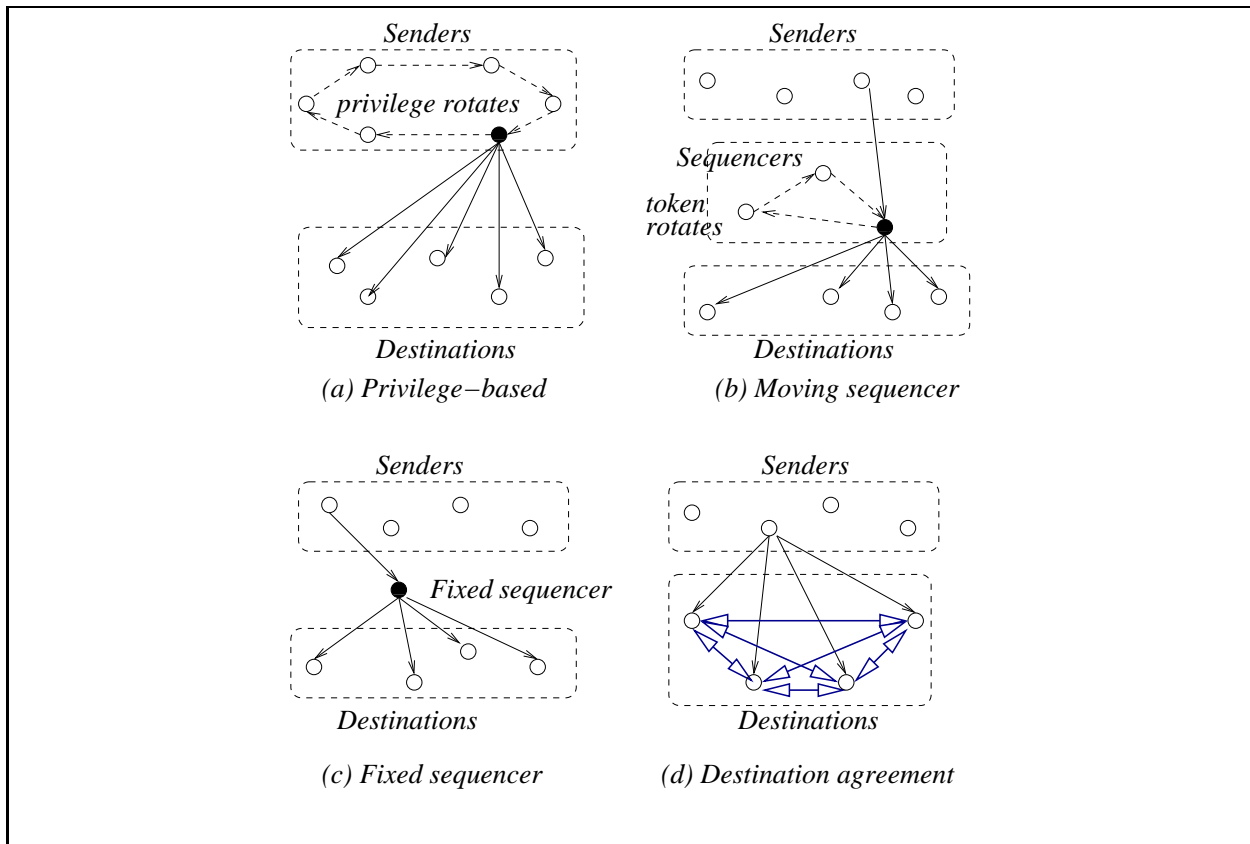 Senders
privilege rotates
Destinations
(a) Privilege−based
Senders
Sequencers
token
rotates
Destinations
(b) Moving sequencer
Senders
Fixed sequencer
Destinations
(c) Fixed sequencer
Senders
Destinations
(d) Destination agreement